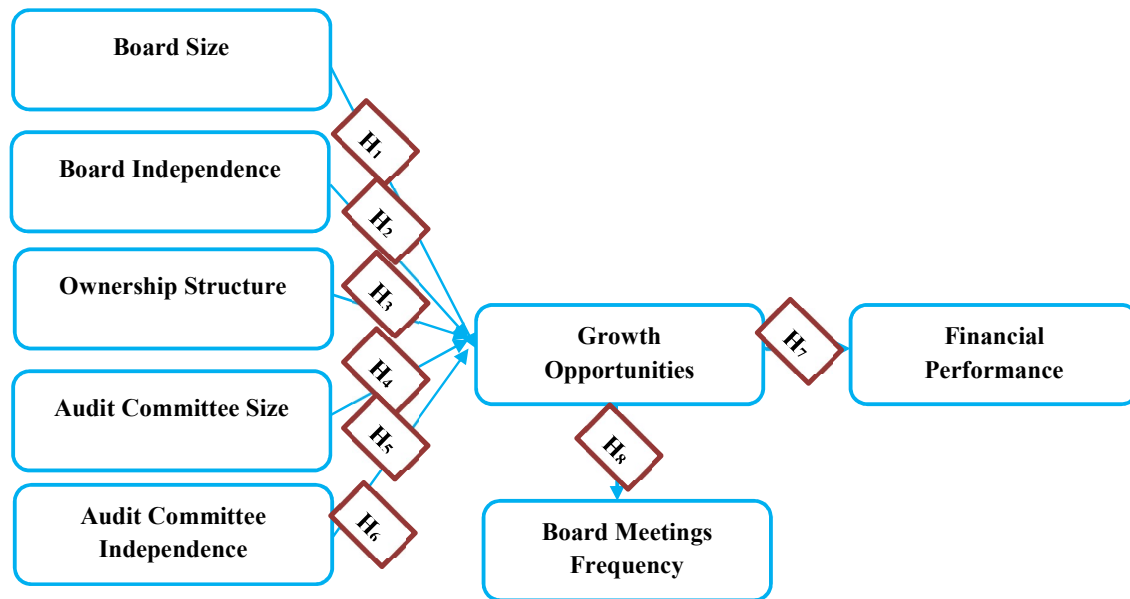 Board Size
H₁
Board Independence
H₂
Ownership Structure
H₃
Growth
Opportunities
H₇
Financial
Performance
H₄
Audit Committee Size
H₅
H₈
Audit Committee
Independence
H₆
Board Meetings
Frequency